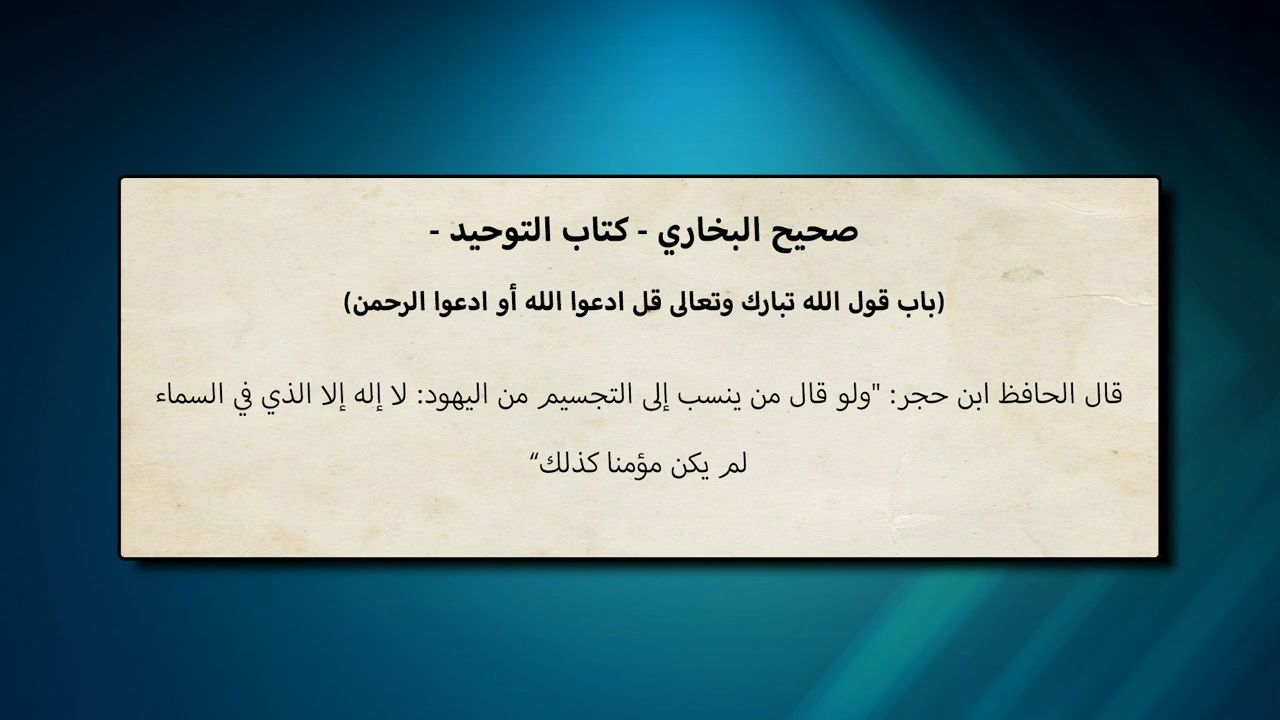 صحيح البخاري - كتاب التوحيد -
(باب قول الله تبارك وتعالى قل ادعوا الله أو ادعوا الرحمن)
قال الحافظ ابن حجر: "ولو قال من ينسب إلى التجسيم من اليهود: لا إله إلا الذي في السماء
لم يكن مؤمنا كذلك“